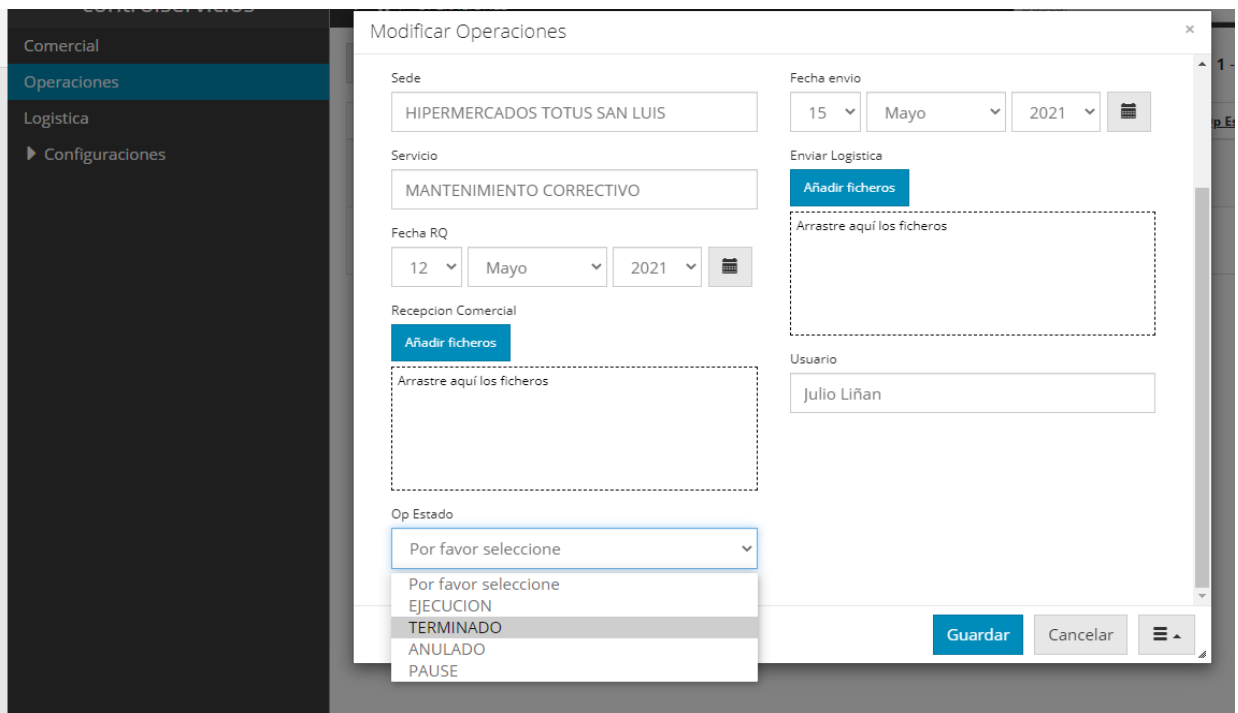 controlservicios
Comercial
Operaciones
Logistica
Configuraciones
Modificar Operaciones
×
Sede
HIPERMERCADOS TOTUS SAN LUIS
Servicio
MANTENIMIENTO CORRECTIVO
Fecha RQ
12 Mayo 2021
Recepcion Comercial
Añadir ficheros
Arrastre aquí los ficheros
Op Estado
Por favor seleccione
Por favor seleccione
EJECUCION
TERMINADO
ANULADO
PAUSE
Fecha envio
15 Mayo 2021
Enviar Logistica
Añadir ficheros
Arrastre aquí los ficheros
Usuario
Julio Liñan
Guardar Cancelar
1 -
p Es